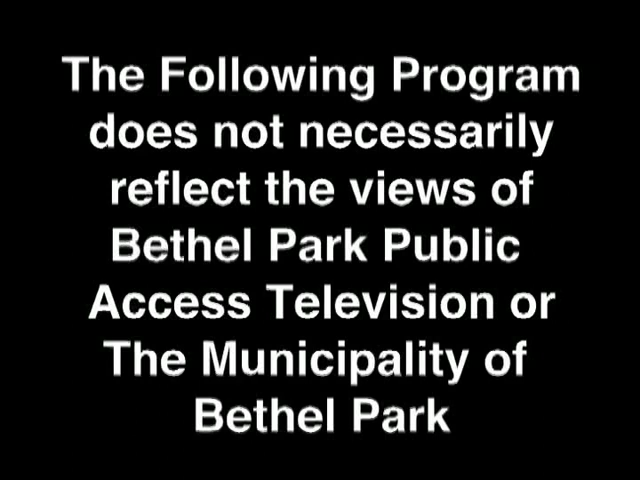 The Following Program
does not necessarily
reflect the views of
Bethel Park Public
Access Television or
The Municipality of
Bethel Park